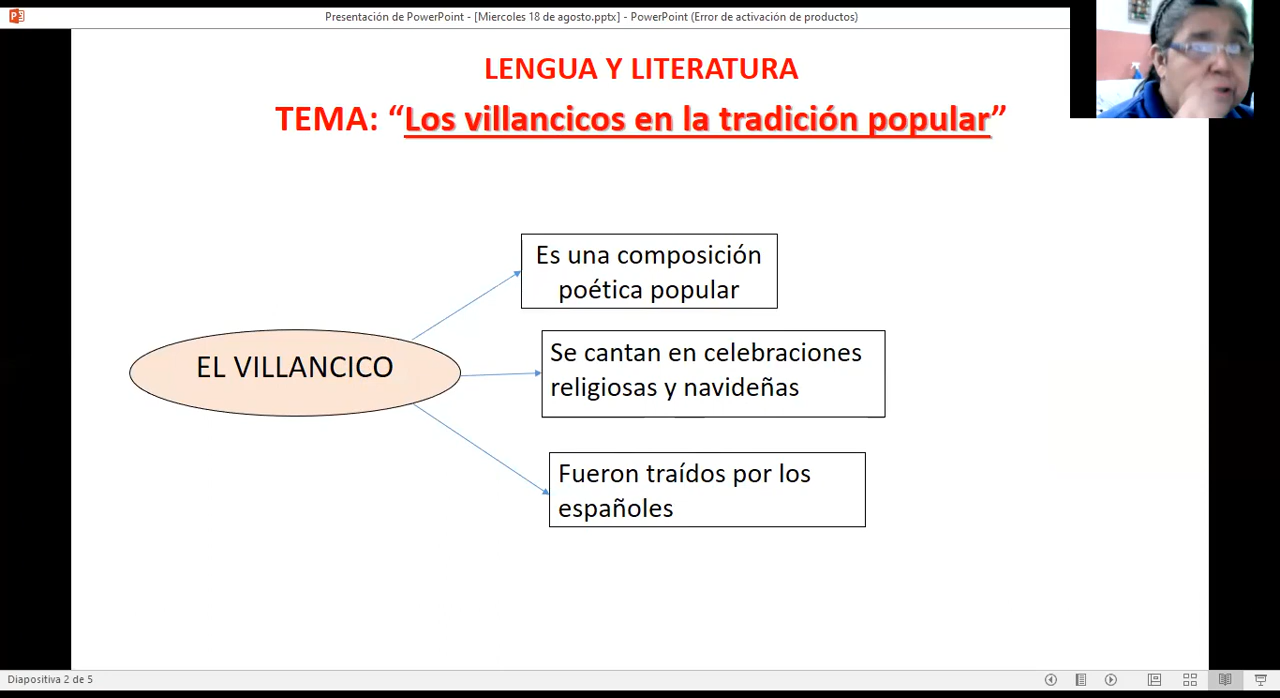 Presentación de PowerPoint - [Miercoles 18 de agosto.pptx] - PowerPoint (Error de activación de productos)
LENGUA Y LITERATURA
TEMA: “Los villancicos en la tradición popular”
Es una composición
poética popular
EL VILLANCICO
Se cantan en celebraciones
religiosas y navideñas
Fueron traídos por los
españoles
Diapositiva 2 de 5